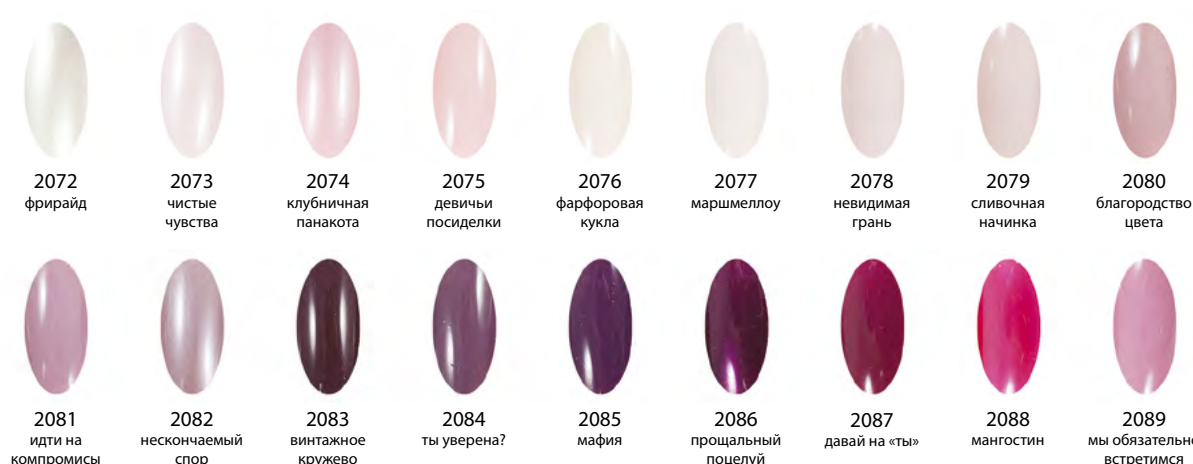 2072 2073 2074 2075 2076 2077 2078 2079 2080
фрирайд чистые клубничная девичьи фарфоровая маршмеллоу невидимая сливочная благородство
чувства панакота посиделки кукла грань начинка цвета
2081 2082 2083 2084 2085 2086 2087 2088 2089
идти на нескончаемый винтажное ты уверена? мафия прощальный давай на «ты» мангостин мы обязательно
компромисы спор кружево поцелуй встретимся